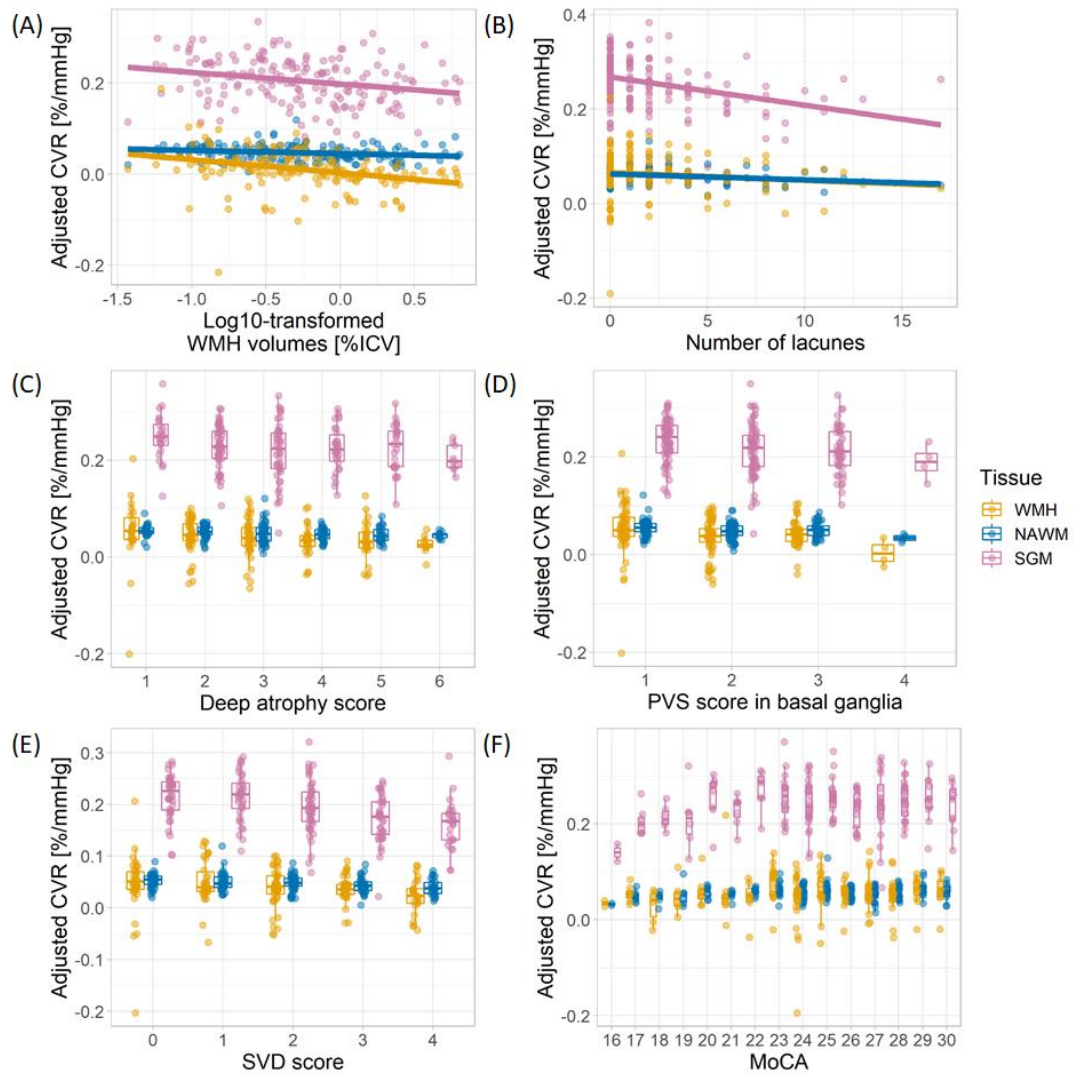 (A)
Adjusted CVR [%/mmHg]
0.2
0.0
-0.2
-1.5 -1.0 -0.5 0.0 0.5
Log10-transformed
WMH volumes [%ICV]
(B)
Adjusted CVR [%/mmHg]
0.4
0.2
0.0
-0.2
0 5 10 15
Number of lacunes
(C)
Adjusted CVR [%/mmHg]
0.2
0.0
-0.2
1 2 3 4 5 6
Deep atrophy score
(D)
Adjusted CVR [%/mmHg]
0.2
0.0
-0.2
1 2 3 4
PVS score in basal ganglia
Tissue
WMH
NAWM
SGM
(E)
Adjusted CVR [%/mmHg]
0.3
0.2
0.1
0.0
-0.1
-0.2
0 1 2 3 4
SVD score
(F)
Adjusted CVR [%/mmHg]
0.2
0.0
-0.2
16 17 18 19 20 21 22 23 24 25 26 27 28 29 30
MoCA